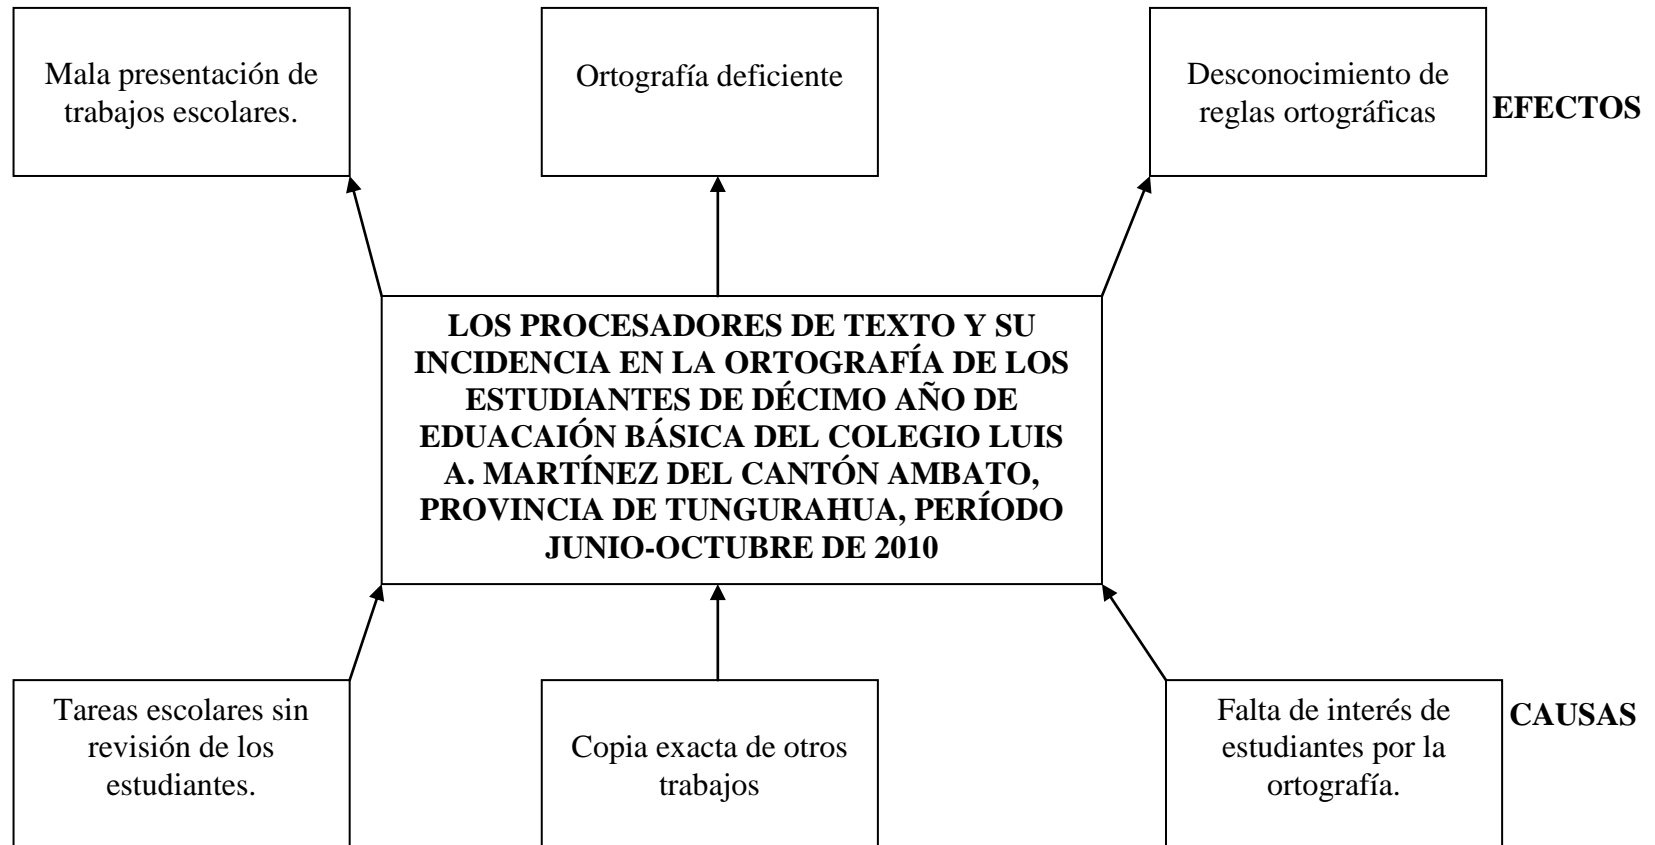 Mala presentación de
trabajos escolares.
Ortografía deficiente
Desconocimiento de
reglas ortográficas
EFECTOS
LOS PROCESADORES DE TEXTO Y SU
INCIDENCIA EN LA ORTOGRAFÍA DE LOS
ESTUDIANTES DE DÉCIMO AÑO DE
EDUACAIÓN BÁSICA DEL COLEGIO LUIS
A. MARTÍNEZ DEL CANTÓN AMBATO,
PROVINCIA DE TUNGURAHUA, PERÍODO
JUNIO-OCTUBRE DE 2010
Tareas escolares sin
revisión de los
estudiantes.
Copia exacta de otros
trabajos
Falta de interés de
estudiantes por la
ortografía.
CAUSAS